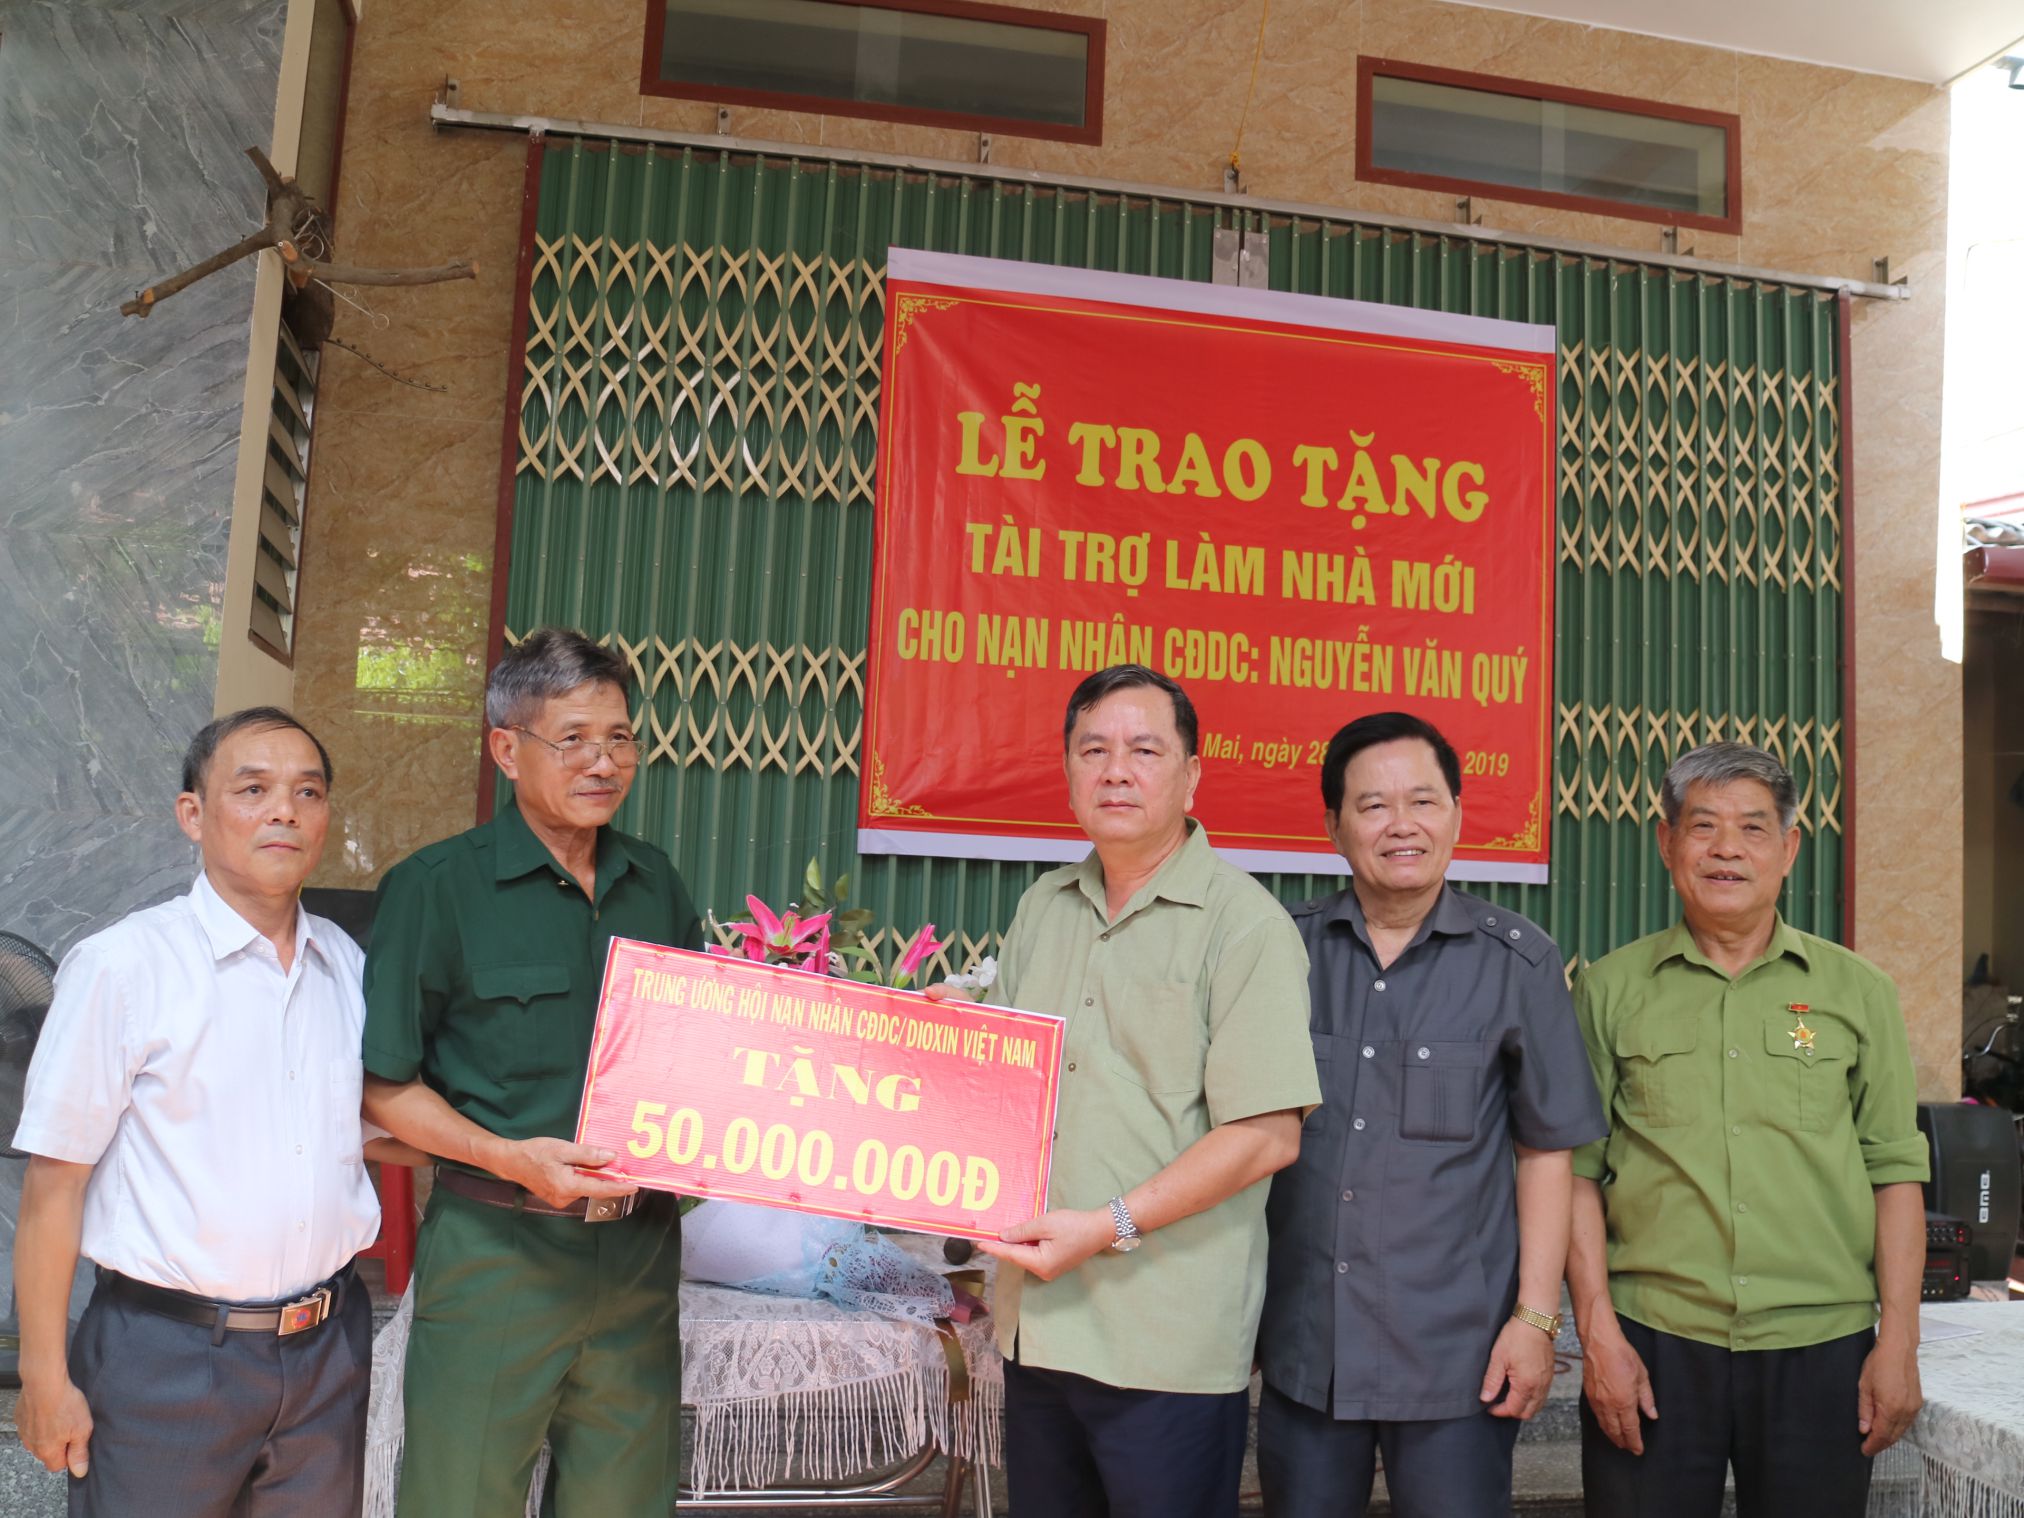 LỄ TRAO TẶNG
TÀI TRỢ LÀM NHÀ MỚI
CHO NẠN NHÂN CĐDC: NGUYỄN VĂN QUÝ
Mai, ngày 28 2019
TRUNG ƯƠNG HỘI NẠN NHÂN CĐDC/DIOXIN VIỆT NAM
TẶNG
50.000.000Đ
BMB